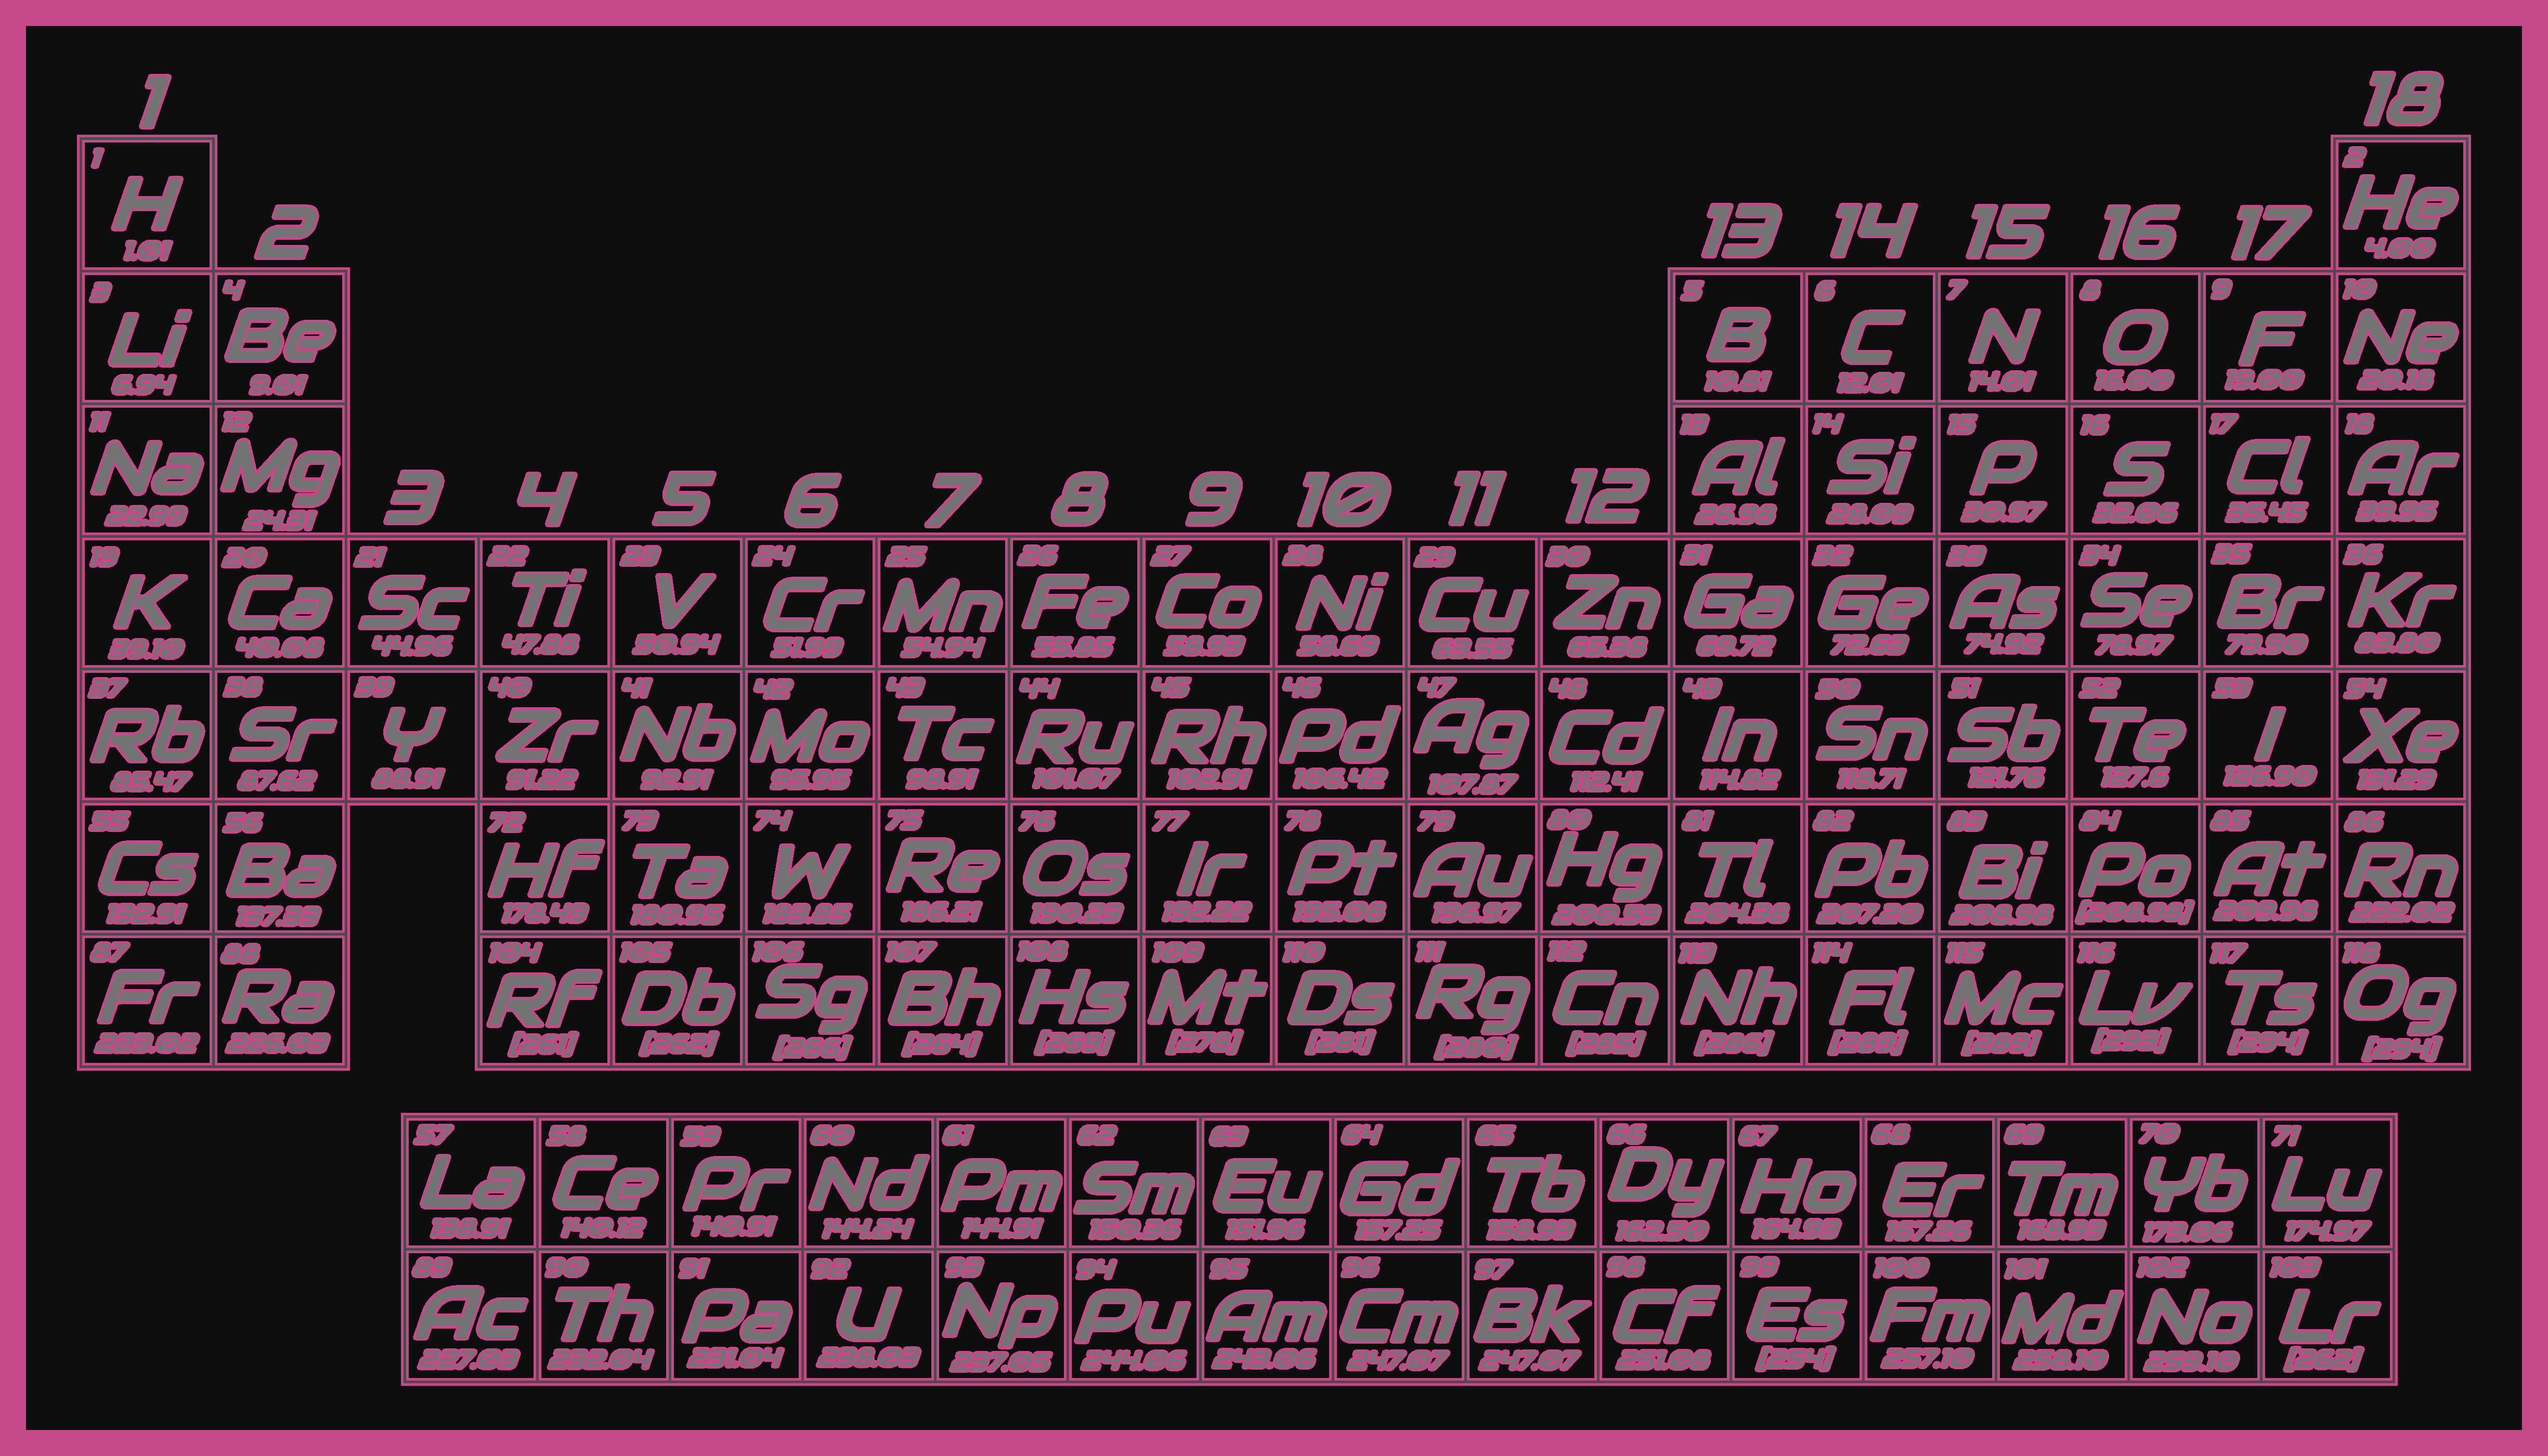 1 18
1 2
H He
1.01 4.00
2 13 14 15 16 17
3 4 5 6 7 8 9 10
Li Be B C N O F Ne
6.94 9.01 10.81 12.01 14.01 16.00 19.00 20.18
11 12 13 14 15 16 17 18
Na Mg Al Si P S Cl Ar
22.99 24.31 26.98 28.09 30.97 32.06 35.45 39.95
3 4 5 6 7 8 9 10 11 12
19 20 21 22 23 24 25 26 27 28 29 30 31 32 33 34 35 36
K Ca Sc Ti V Cr Mn Fe Co Ni Cu Zn Ga Ge As Se Br Kr
39.10 40.08 44.96 47.88 50.94 51.99 54.94 55.85 58.93 58.69 63.55 65.38 69.72 72.63 74.92 78.97 79.90 83.80
37 38 39 40 41 42 43 44 45 46 47 48 49 50 51 52 53 54
Rb Sr Y Zr Nb Mo Tc Ru Rh Pd Ag Cd In Sn Sb Te I Xe
85.47 87.62 88.91 91.22 92.91 95.95 98.91 101.07 102.91 106.42 107.87 112.41 114.82 118.71 121.76 127.6 126.90 131.29
55 56 72 73 74 75 76 77 78 79 80 81 82 83 84 85 86
Cs Ba Hf Ta W Re Os Ir Pt Au Hg Tl Pb Bi Po At Rn
132.91 137.33 178.49 180.95 183.85 186.21 190.23 192.22 195.08 196.97 200.59 204.38 207.20 208.98 [208.98] 209.98 222.02
87 88 104 105 106 107 108 109 110 111 112 113 114 115 116 117 118
Fr Ra Rf Db Sg Bh Hs Mt Ds Rg Cn Nh Fl Mc Lv Ts Og
223.02 226.03 [261] [262] [266] [264] [269] [278] [281] [280] [285] [286] [289] [289] [293] [294] [294]
57 58 59 60 61 62 63 64 65 66 67 68 69 70 71
La Ce Pr Nd Pm Sm Eu Gd Tb Dy Ho Er Tm Yb Lu
138.91 140.12 140.91 144.24 144.91 150.36 151.96 157.25 158.93 162.50 164.93 167.26 168.93 173.06 174.97
89 90 91 92 93 94 95 96 97 98 99 100 101 102 103
Ac Th Pa U Np Pu Am Cm Bk Cf Es Fm Md No Lr
227.03 232.04 231.04 238.03 237.05 244.06 243.06 247.07 247.07 251.08 [254] 257.10 258.10 259.10 [262]